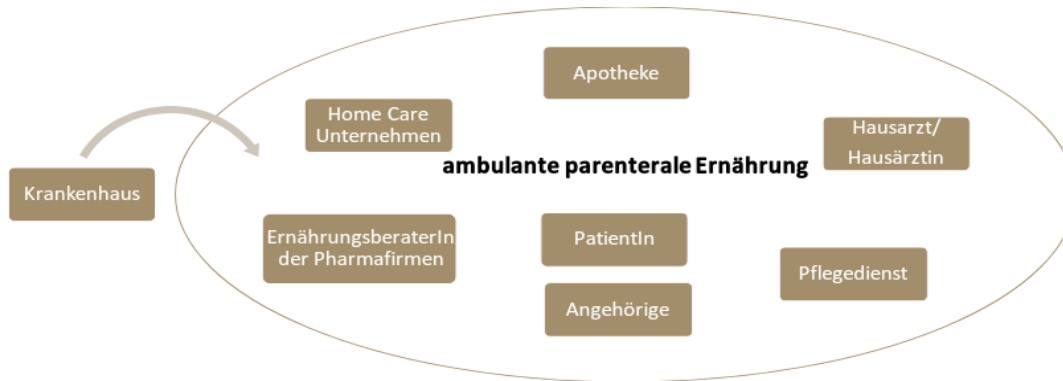 Apotheke
Home Care
Unternehmen
Hausarzt/
Hausärztin
ambulante parenterale Ernährung
Krankenhaus
ErnährungsberaterIn
der Pharmafirmen
PatientIn
Pflegedienst
Angehörige